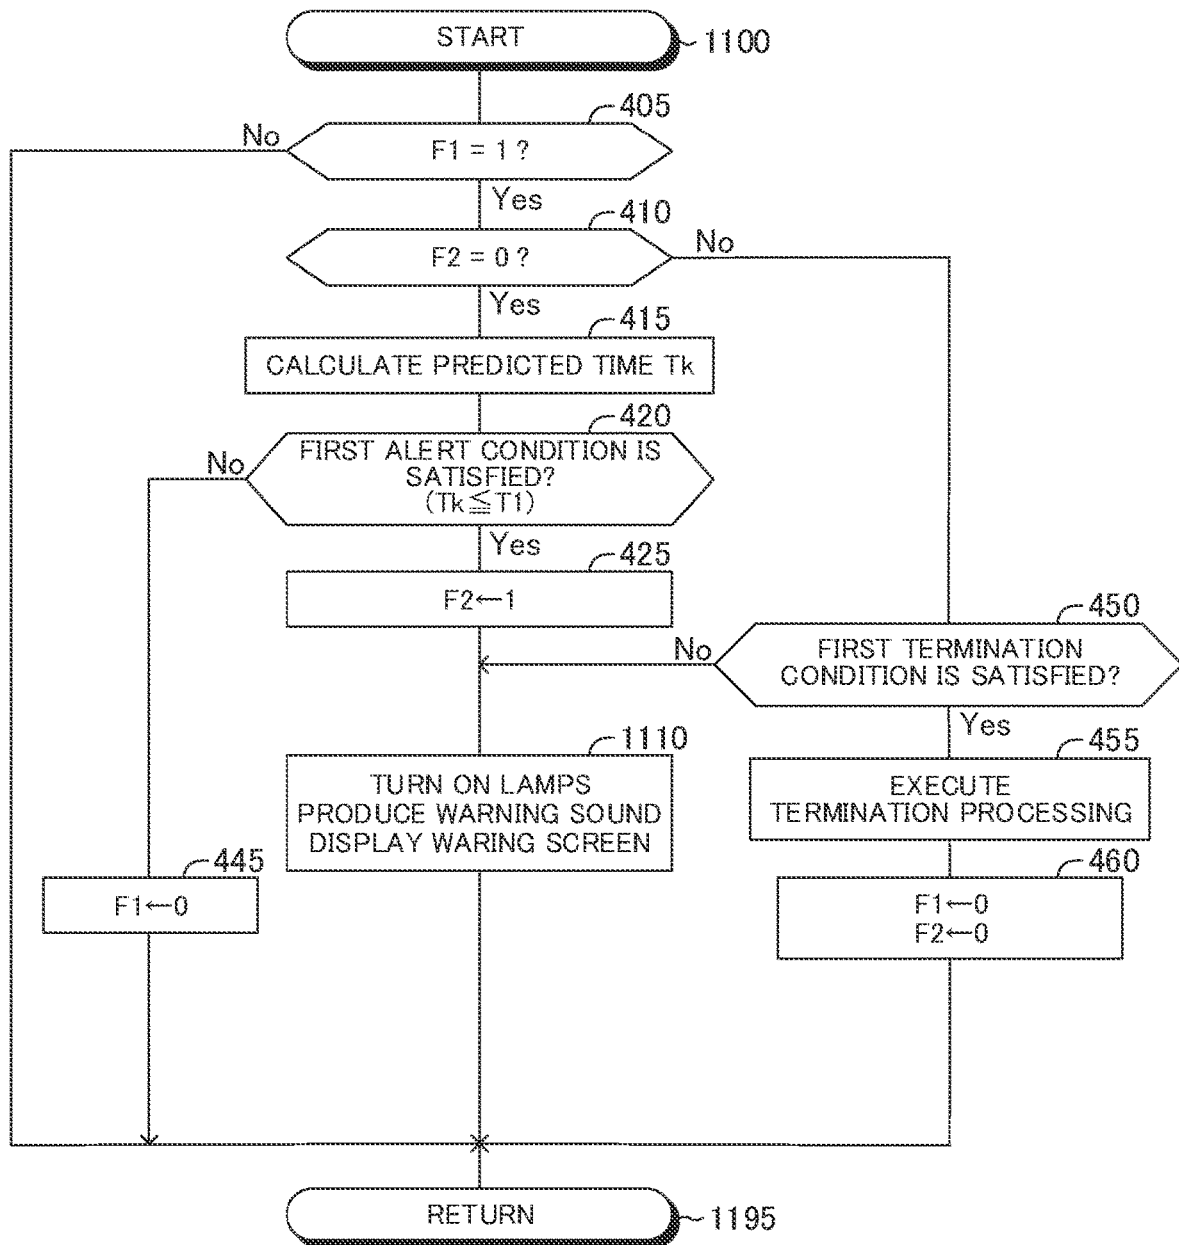 START
1100
405
No
F1 = 1 ?
Yes
410
F2 = 0 ?
No
Yes
415
CALCULATE PREDICTED TIME Tk
420
No
FIRST ALERT CONDITION IS
SATISFIED?
(Tk≦T1)
Yes
425
F2←1
450
No
FIRST TERMINATION
CONDITION IS SATISFIED?
Yes
1110
TURN ON LAMPS
PRODUCE WARNING SOUND
DISPLAY WARING SCREEN
455
EXECUTE
TERMINATION PROCESSING
445
F1←0
460
F1←0
F2←0
RETURN
1195